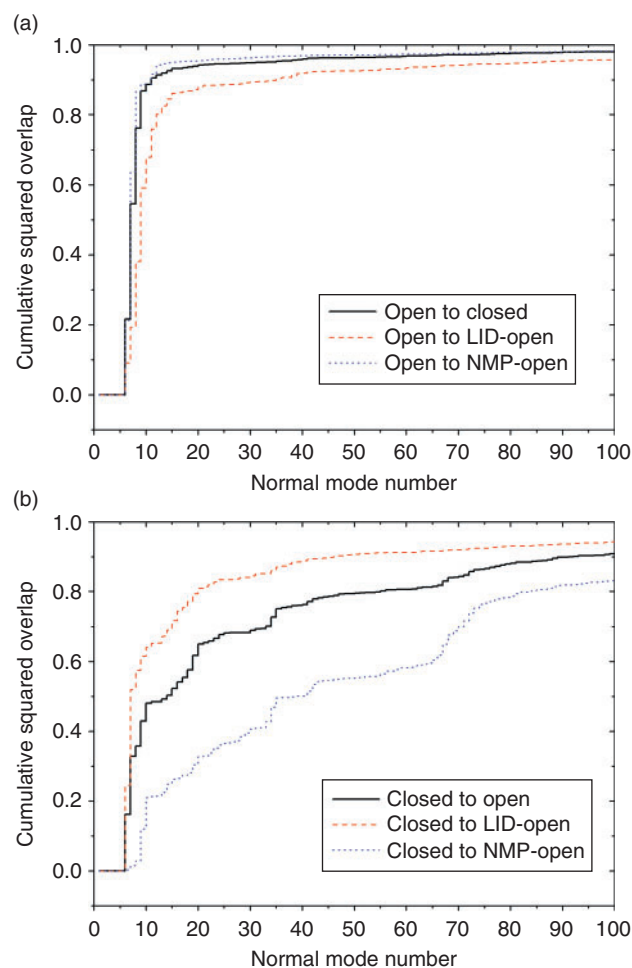 (a)
1.0
0.8
0.6
0.4
0.2
0.0
Cumulative squared overlap
Open to closed
Open to LID-open
Open to NMP-open
0 10 20 30 40 50 60 70 80 90 100
Normal mode number
(b)
1.0
0.8
0.6
0.4
0.2
0.0
Cumulative squared overlap
Closed to open
Closed to LID-open
Closed to NMP-open
0 10 20 30 40 50 60 70 80 90 100
Normal mode number